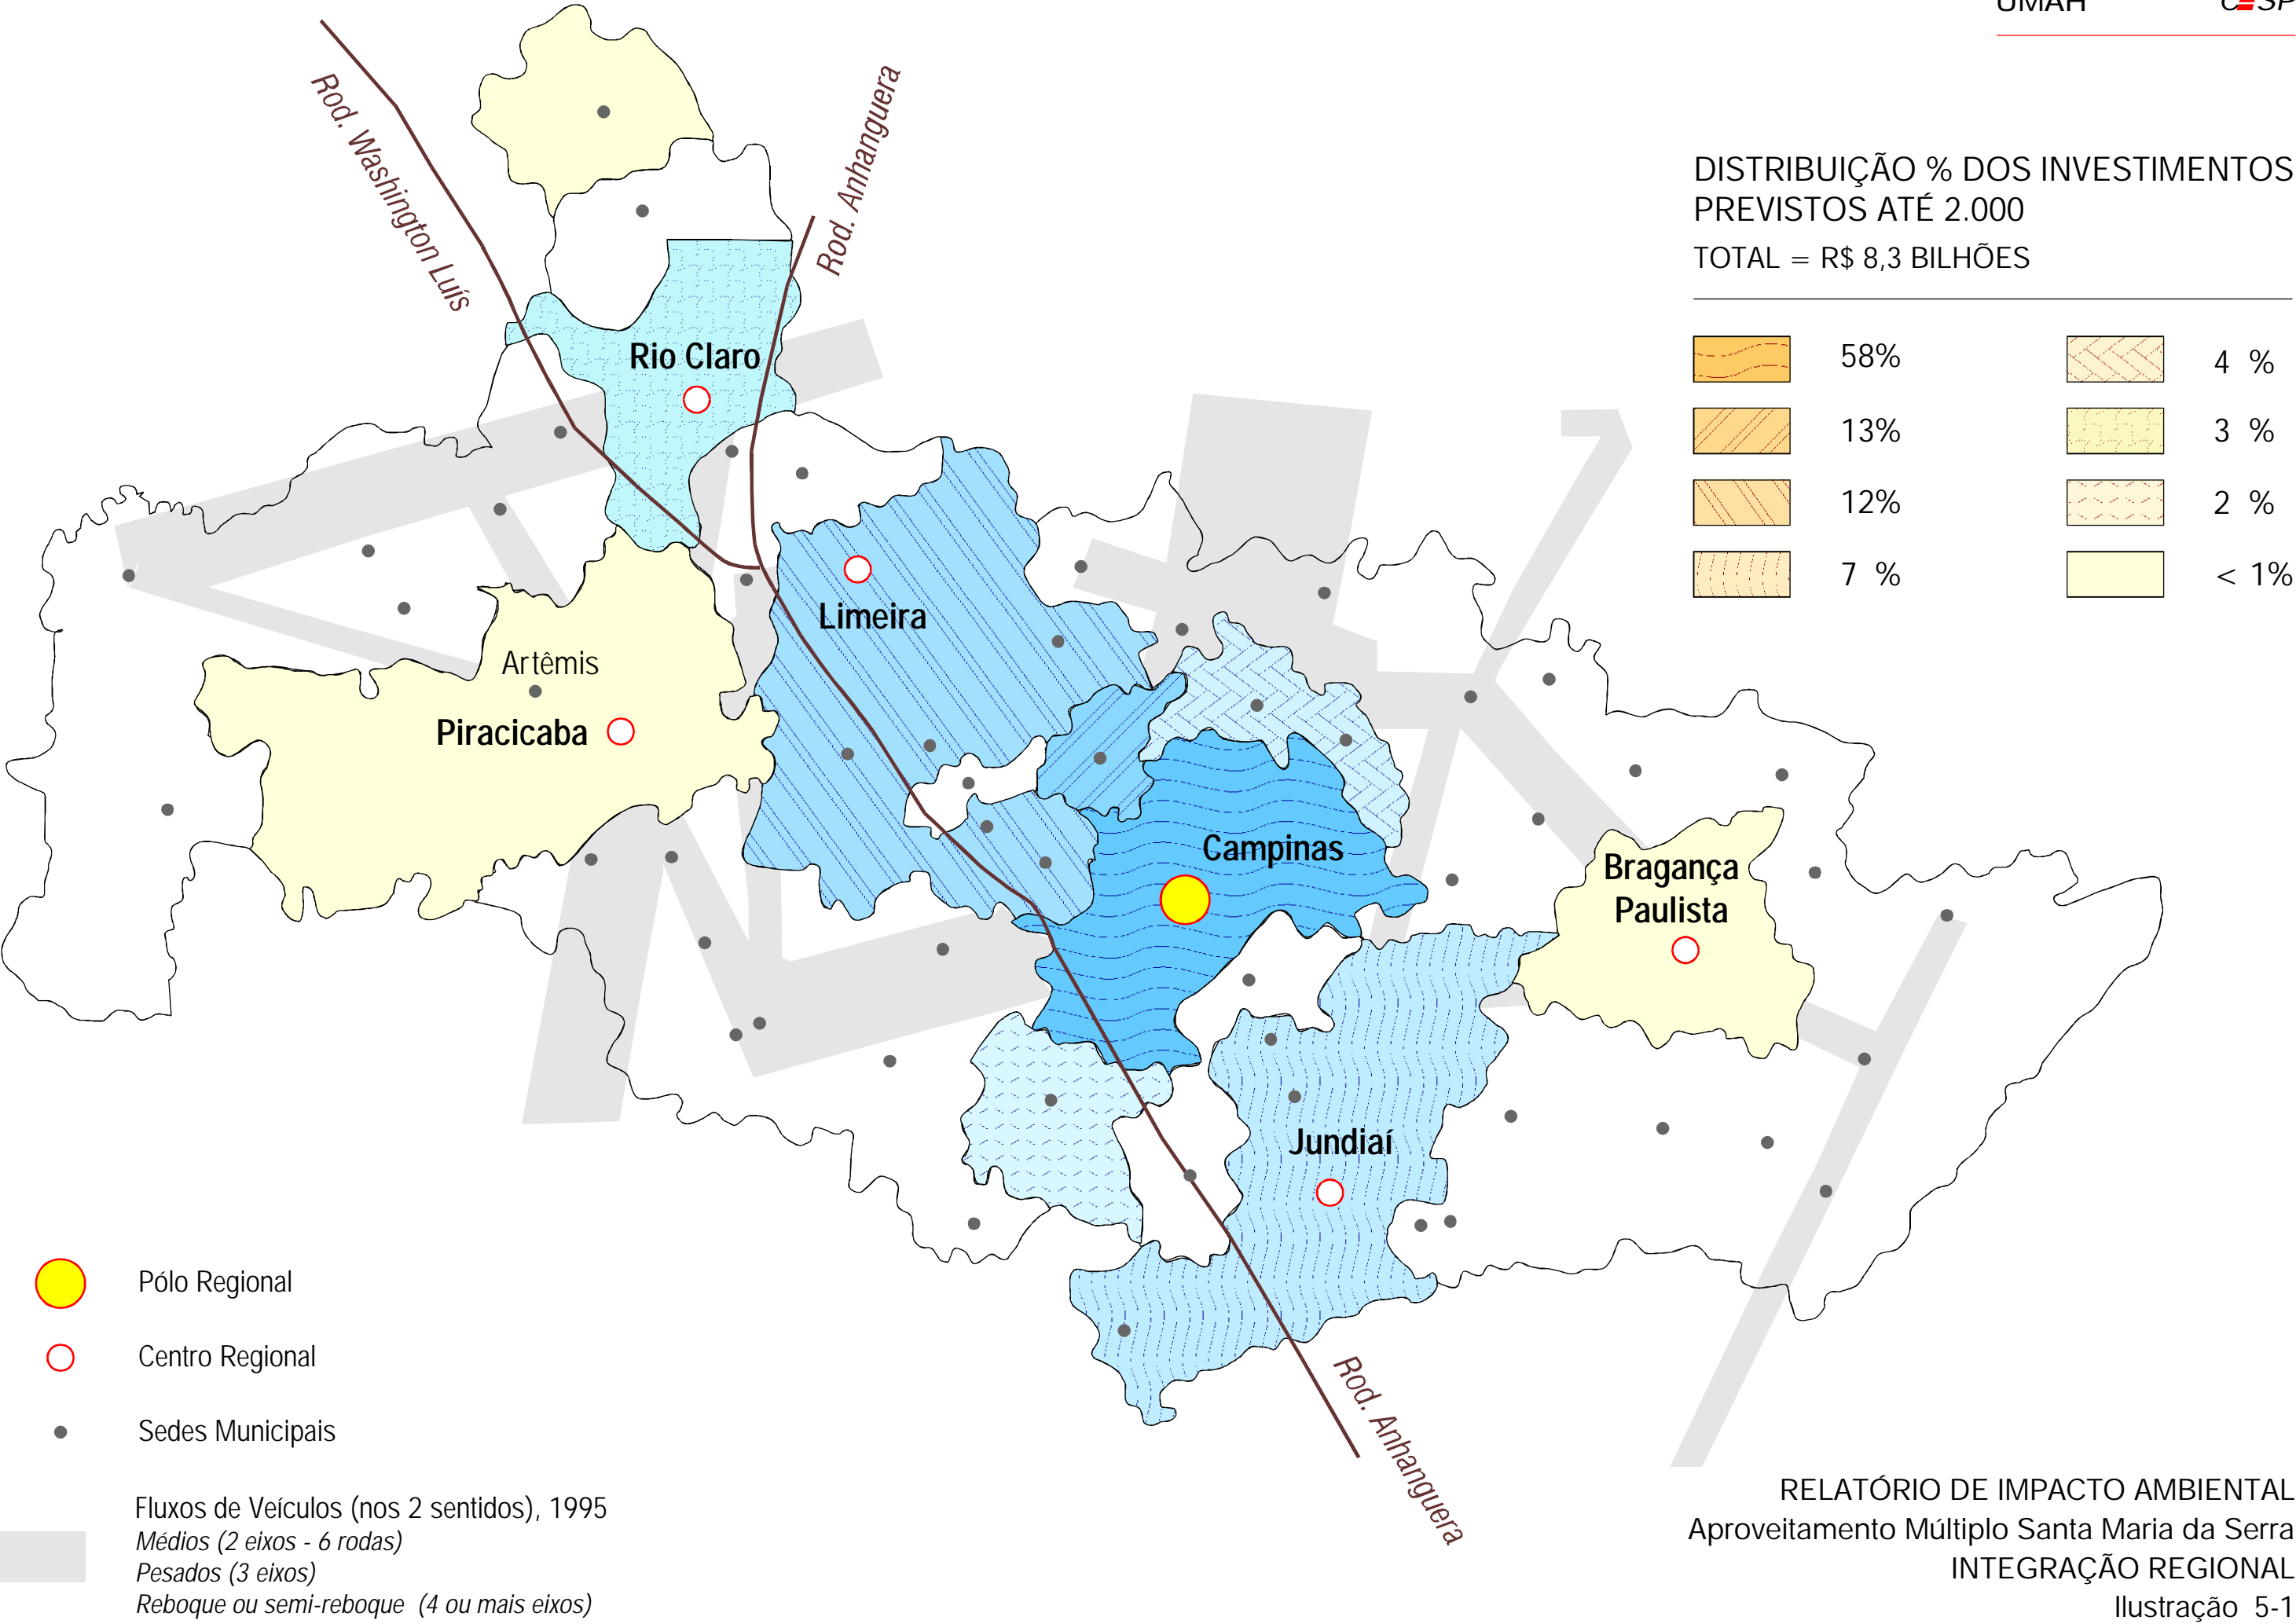 UMAH
CESP
Rod. Washington Luís
Rod. Anhanguera
DISTRIBUIÇÃO % DOS INVESTIMENTOS
PREVISTOS ATÉ 2.000
TOTAL = R$ 8,3 BILHÕES
58%
4 %
13%
3 %
12%
2 %
7 %
< 1%
Rio Claro
Limeira
Artêmis
Piracicaba
Campinas
Bragança
Paulista
Jundiaí
Rod. Anhanguera
Pólo Regional
Centro Regional
Sedes Municipais
Fluxos de Veículos (nos 2 sentidos), 1995
Médios (2 eixos - 6 rodas)
Pesados (3 eixos)
Reboque ou semi-reboque (4 ou mais eixos)
RELATÓRIO DE IMPACTO AMBIENTAL
Aproveitamento Múltiplo Santa Maria da Serra
INTEGRAÇÃO REGIONAL
Ilustração 5-1